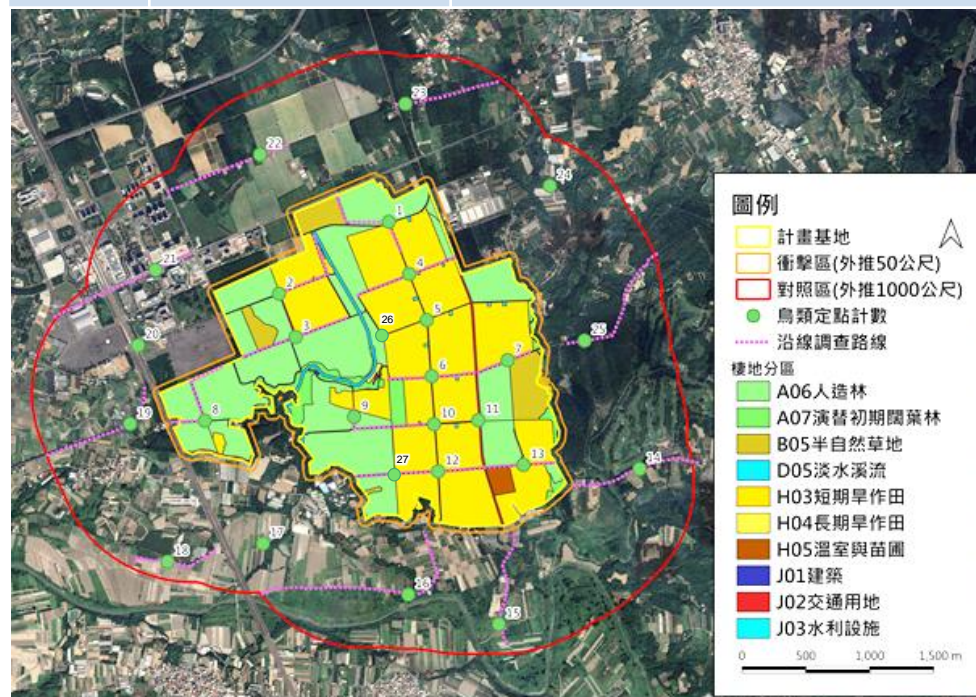 23
22
24
1
21
4
2
5
26
3
20
25
7
6
9
19
8
10
11
27
12
13
14
17
18
16
15
圖例
計畫基地
衝擊區(外推50公尺)
對照區(外推1000公尺)
鳥類定點計數
沿線調查路線
棲地分區
A06人造林
A07演替初期闊葉林
B05半自然草地
D05淡水溪流
H03短期旱作田
H04長期旱作田
H05溫室與苗圃
J01建築
J02交通用地
J03水利設施
0 500 1,000 1,500 m